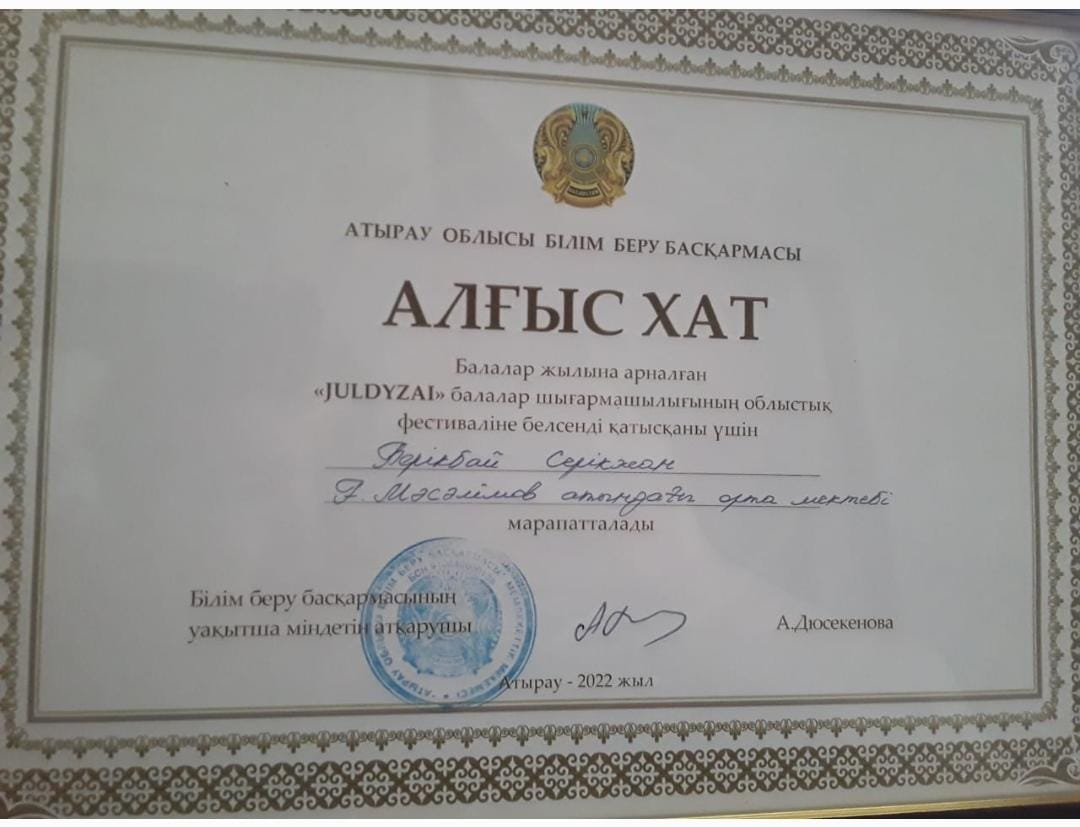 АТЫРАУ ОБЛЫСЫ БІЛІМ БЕРУ БАСҚАРМАСЫ
АЛҒЫС ХАТ
Балалар жылына арналған
«JULDYZAI» балалар шығармашылығының облыстық
фестиваліне белсенді қатысқаны үшін
Берікбай Серікжан
Ғ. Мәсәлімов атындағы орта мектебі
марапатталады
Білім беру басқармасының
уақытша міндетін атқарушы
А.Дюсекенова
Атырау - 2022 жыл